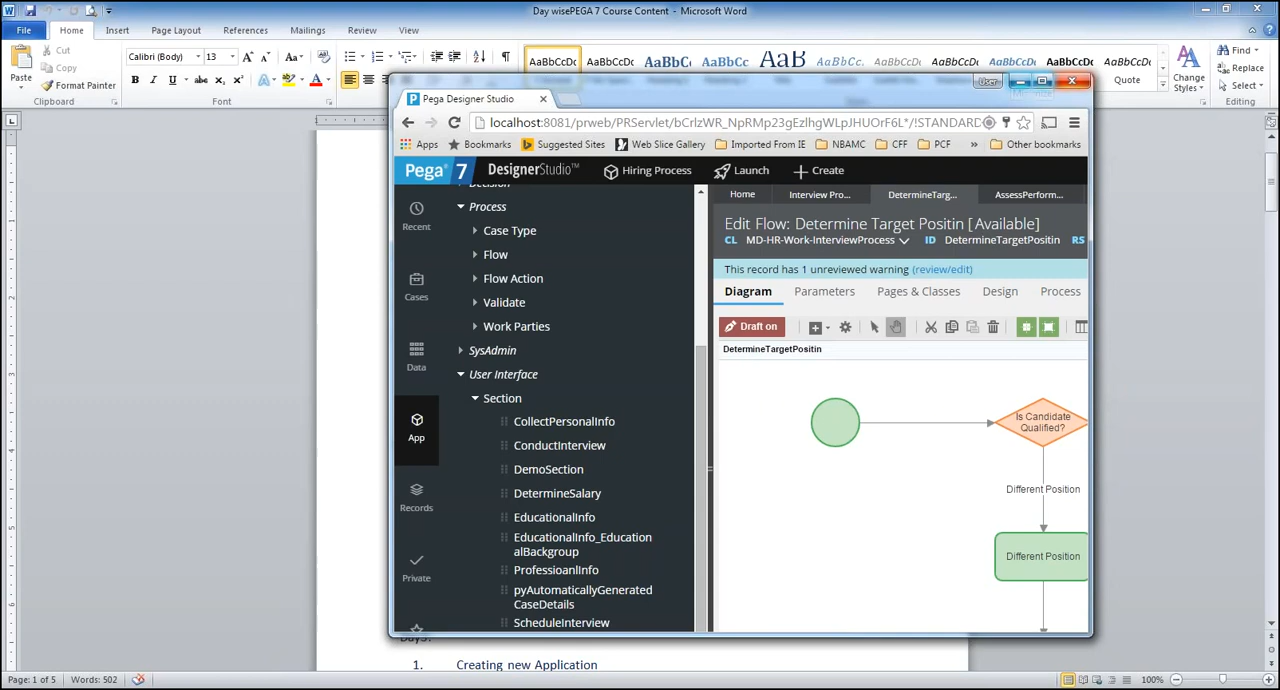 Day wisePEGA 7 Course Content - Microsoft Word
File Home Insert Page Layout References Mailings Review View
Paste
Cut
Copy
Format Painter
Clipboard
Calibri (Body) 13
Font
AaBbCcDc AaBbCcDc AaBbC AaBbCc AaB AaBbCc. AaBbCcDc AaBbCcDc AaBbCcDc AaBbCcDc
Quote
Change Styles
Find
Replace
Select
Editing
User
Pega Designer Studio
localhost:8081/prweb/PRServlet/bCrlzWR_NpRMp23gEzlhgWLpJHUOrF6L*/!STANDARD
Apps Bookmarks Suggested Sites Web Slice Gallery Imported From IE NBAMC CFF PCF » Other bookmarks
Pega 7 DesignerStudio™ Hiring Process Launch Create
Recent
Cases
Data
App
Records
Private
Decision
Process
Case Type
Flow
Flow Action
Validate
Work Parties
SysAdmin
User Interface
Section
CollectPersonalInfo
ConductInterview
DemoSection
DetermineSalary
EducationalInfo
EducationalInfo_Education
alBackgroup
ProfessioanlInfo
pyAutomaticallyGenerated
CaseDetails
ScheduleInterview
Home Interview Pro... DetermineTarg... AssessPerform...
Edit Flow: Determine Target Positin [Available]
CL MD-HR-Work-InterviewProcess ID DetermineTargetPositin RS
This record has 1 unreviewed warning (review/edit)
Diagram Parameters Pages & Classes Design Process
Draft on
DetermineTargetPositin
Is Candidate
Qualified?
Different Position
Different Position
Day5:
1. Creating new Application
Page: 1 of 5 Words: 502 100%